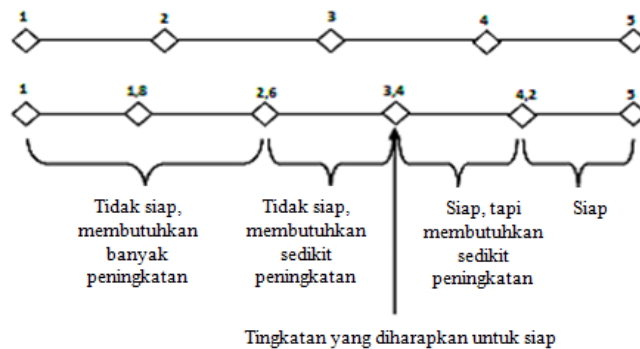 1 2 3 4 5
1 1,8 2,6 3,4 4,2 5
Tidak siap,
membutuhkan
banyak
peningkatan
Tidak siap,
membutuhkan
sedikit
peningkatan
Siap, tapi
membutuhkan
sedikit
peningkatan
Siap
Tingkatan yang diharapkan untuk siap